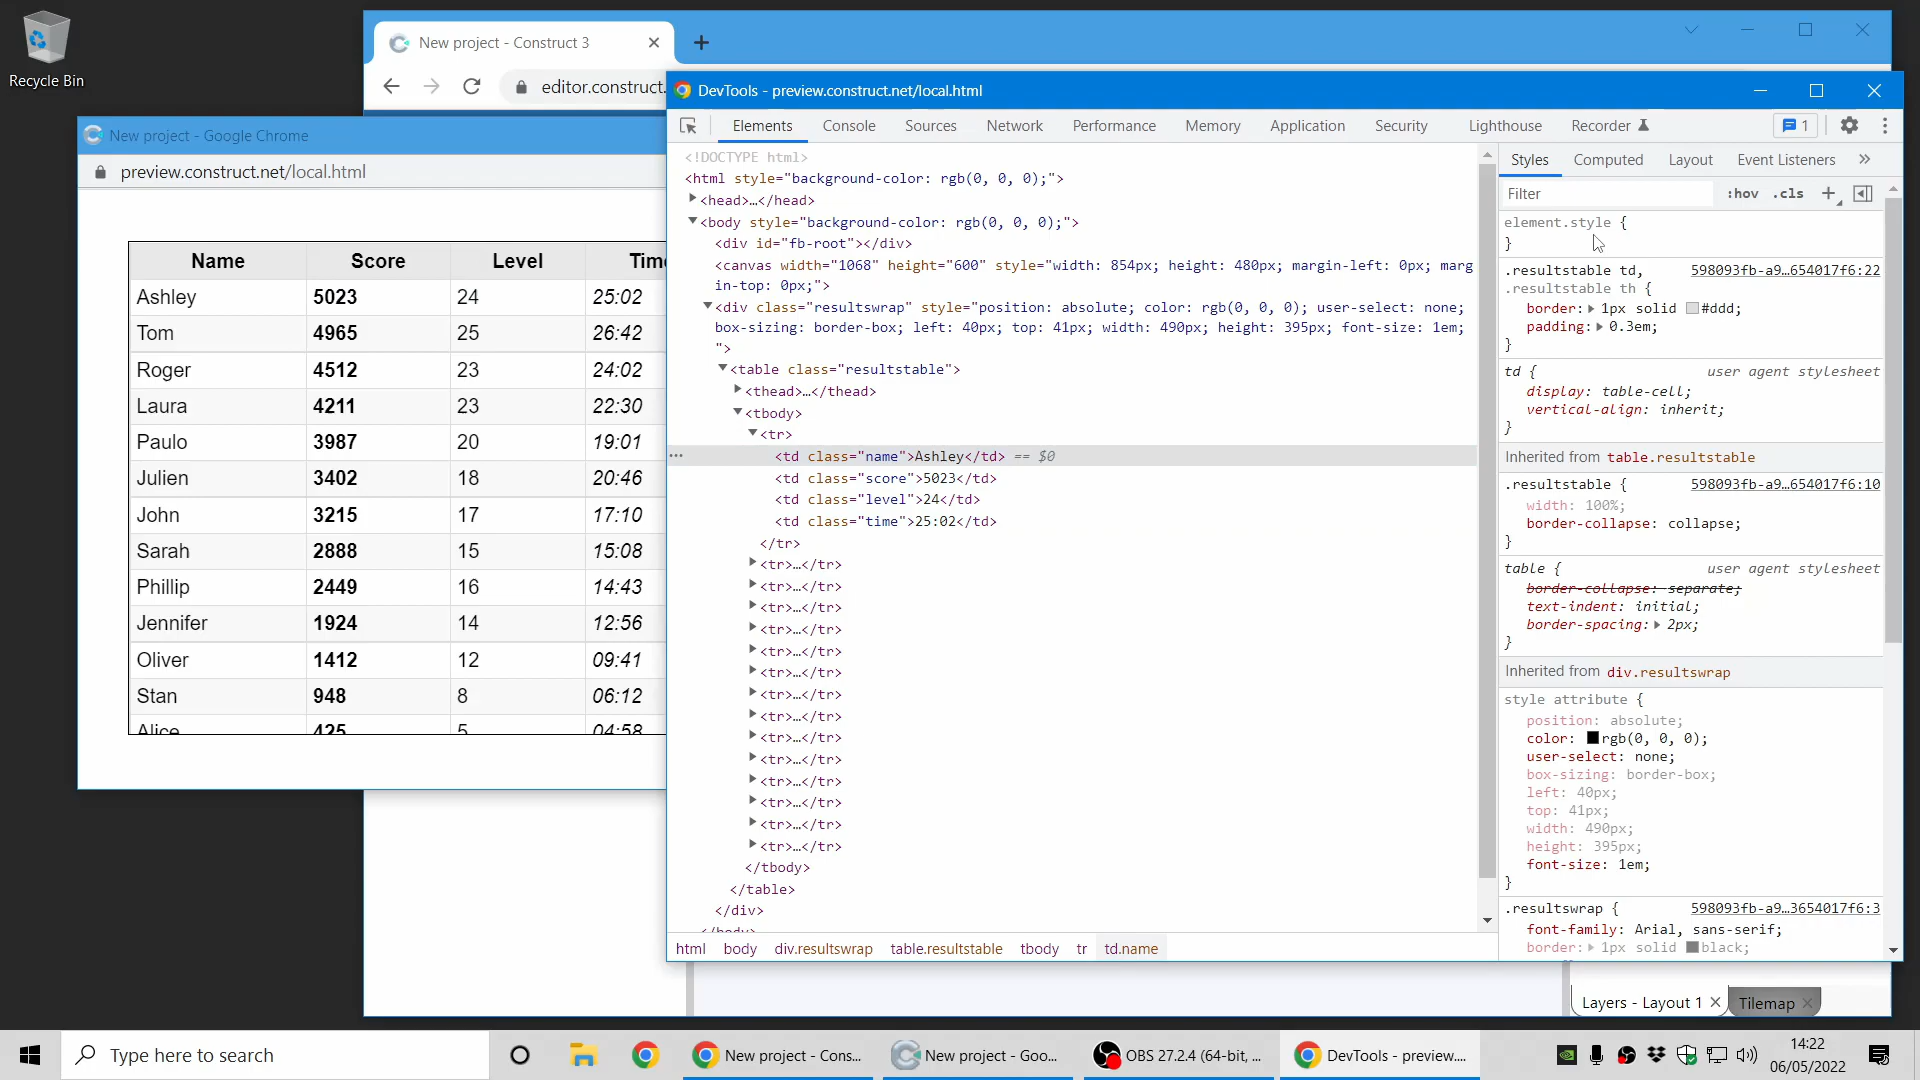 Recycle Bin
New project - Construct 3
editor.construct.
New project - Google Chrome
preview.construct.net/local.html
Name Score Level Time
Ashley 5023 24 25:02
Tom 4965 25 26:42
Roger 4512 23 24:02
Laura 4211 23 22:30
Paulo 3987 20 19:01
Julien 3402 18 20:46
John 3215 17 17:10
Sarah 2888 15 15:08
Phillip 2449 16 14:43
Jennifer 1924 14 12:56
Oliver 1412 12 09:41
Stan 948 8 06:12
Alice 425 5 04:58
DevTools - preview.construct.net/local.html
Elements Console Sources Network Performance Memory Application Security Lighthouse Recorder 1
<!DOCTYPE html>
<html style="background-color: rgb(0, 0, 0);">
<head>…</head>
<body style="background-color: rgb(0, 0, 0);">
<div id="fb-root"></div>
<canvas width="1068" height="600" style="width: 854px; height: 480px; margin-left: 0px; marg
in-top: 0px;">
<div class="resultswrap" style="position: absolute; color: rgb(0, 0, 0); user-select: none;
box-sizing: border-box; left: 40px; top: 41px; width: 490px; height: 395px; font-size: 1em;
">
<table class="resultstable">
<thead>…</thead>
<tbody>
<tr>
… <td class="name">Ashley</td> == $0
<td class="score">5023</td>
<td class="level">24</td>
<td class="time">25:02</td>
</tr>
<tr>…</tr>
<tr>…</tr>
<tr>…</tr>
<tr>…</tr>
<tr>…</tr>
<tr>…</tr>
<tr>…</tr>
<tr>…</tr>
<tr>…</tr>
<tr>…</tr>
<tr>…</tr>
<tr>…</tr>
<tr>…</tr>
<tr>…</tr>
</tbody>
</table>
</div>
</body>
html body div.resultswrap table.resultstable tbody tr td.name
Styles Computed Layout Event Listeners »
Filter :hov .cls +
element.style {
}
.resultstable td, 598093fb-a9…654017f6:22
.resultstable th {
border: 1px solid #ddd;
padding: 0.3em;
}
td { user agent stylesheet
display: table-cell;
vertical-align: inherit;
}
Inherited from table.resultstable
.resultstable { 598093fb-a9…654017f6:10
width: 100%;
border-collapse: collapse;
}
table { user agent stylesheet
border-collapse: separate;
text-indent: initial;
border-spacing: 2px;
}
Inherited from div.resultswrap
style attribute {
position: absolute;
color: rgb(0, 0, 0);
user-select: none;
box-sizing: border-box;
left: 40px;
top: 41px;
width: 490px;
height: 395px;
font-size: 1em;
}
.resultswrap { 598093fb-a9…3654017f6:3
font-family: Arial, sans-serif;
border: 1px solid black;
Layers - Layout 1 Tilemap
Type here to search
New project - Cons...
New project - Goo...
OBS 27.2.4 (64-bit, ...
DevTools - preview....
14:22
06/05/2022